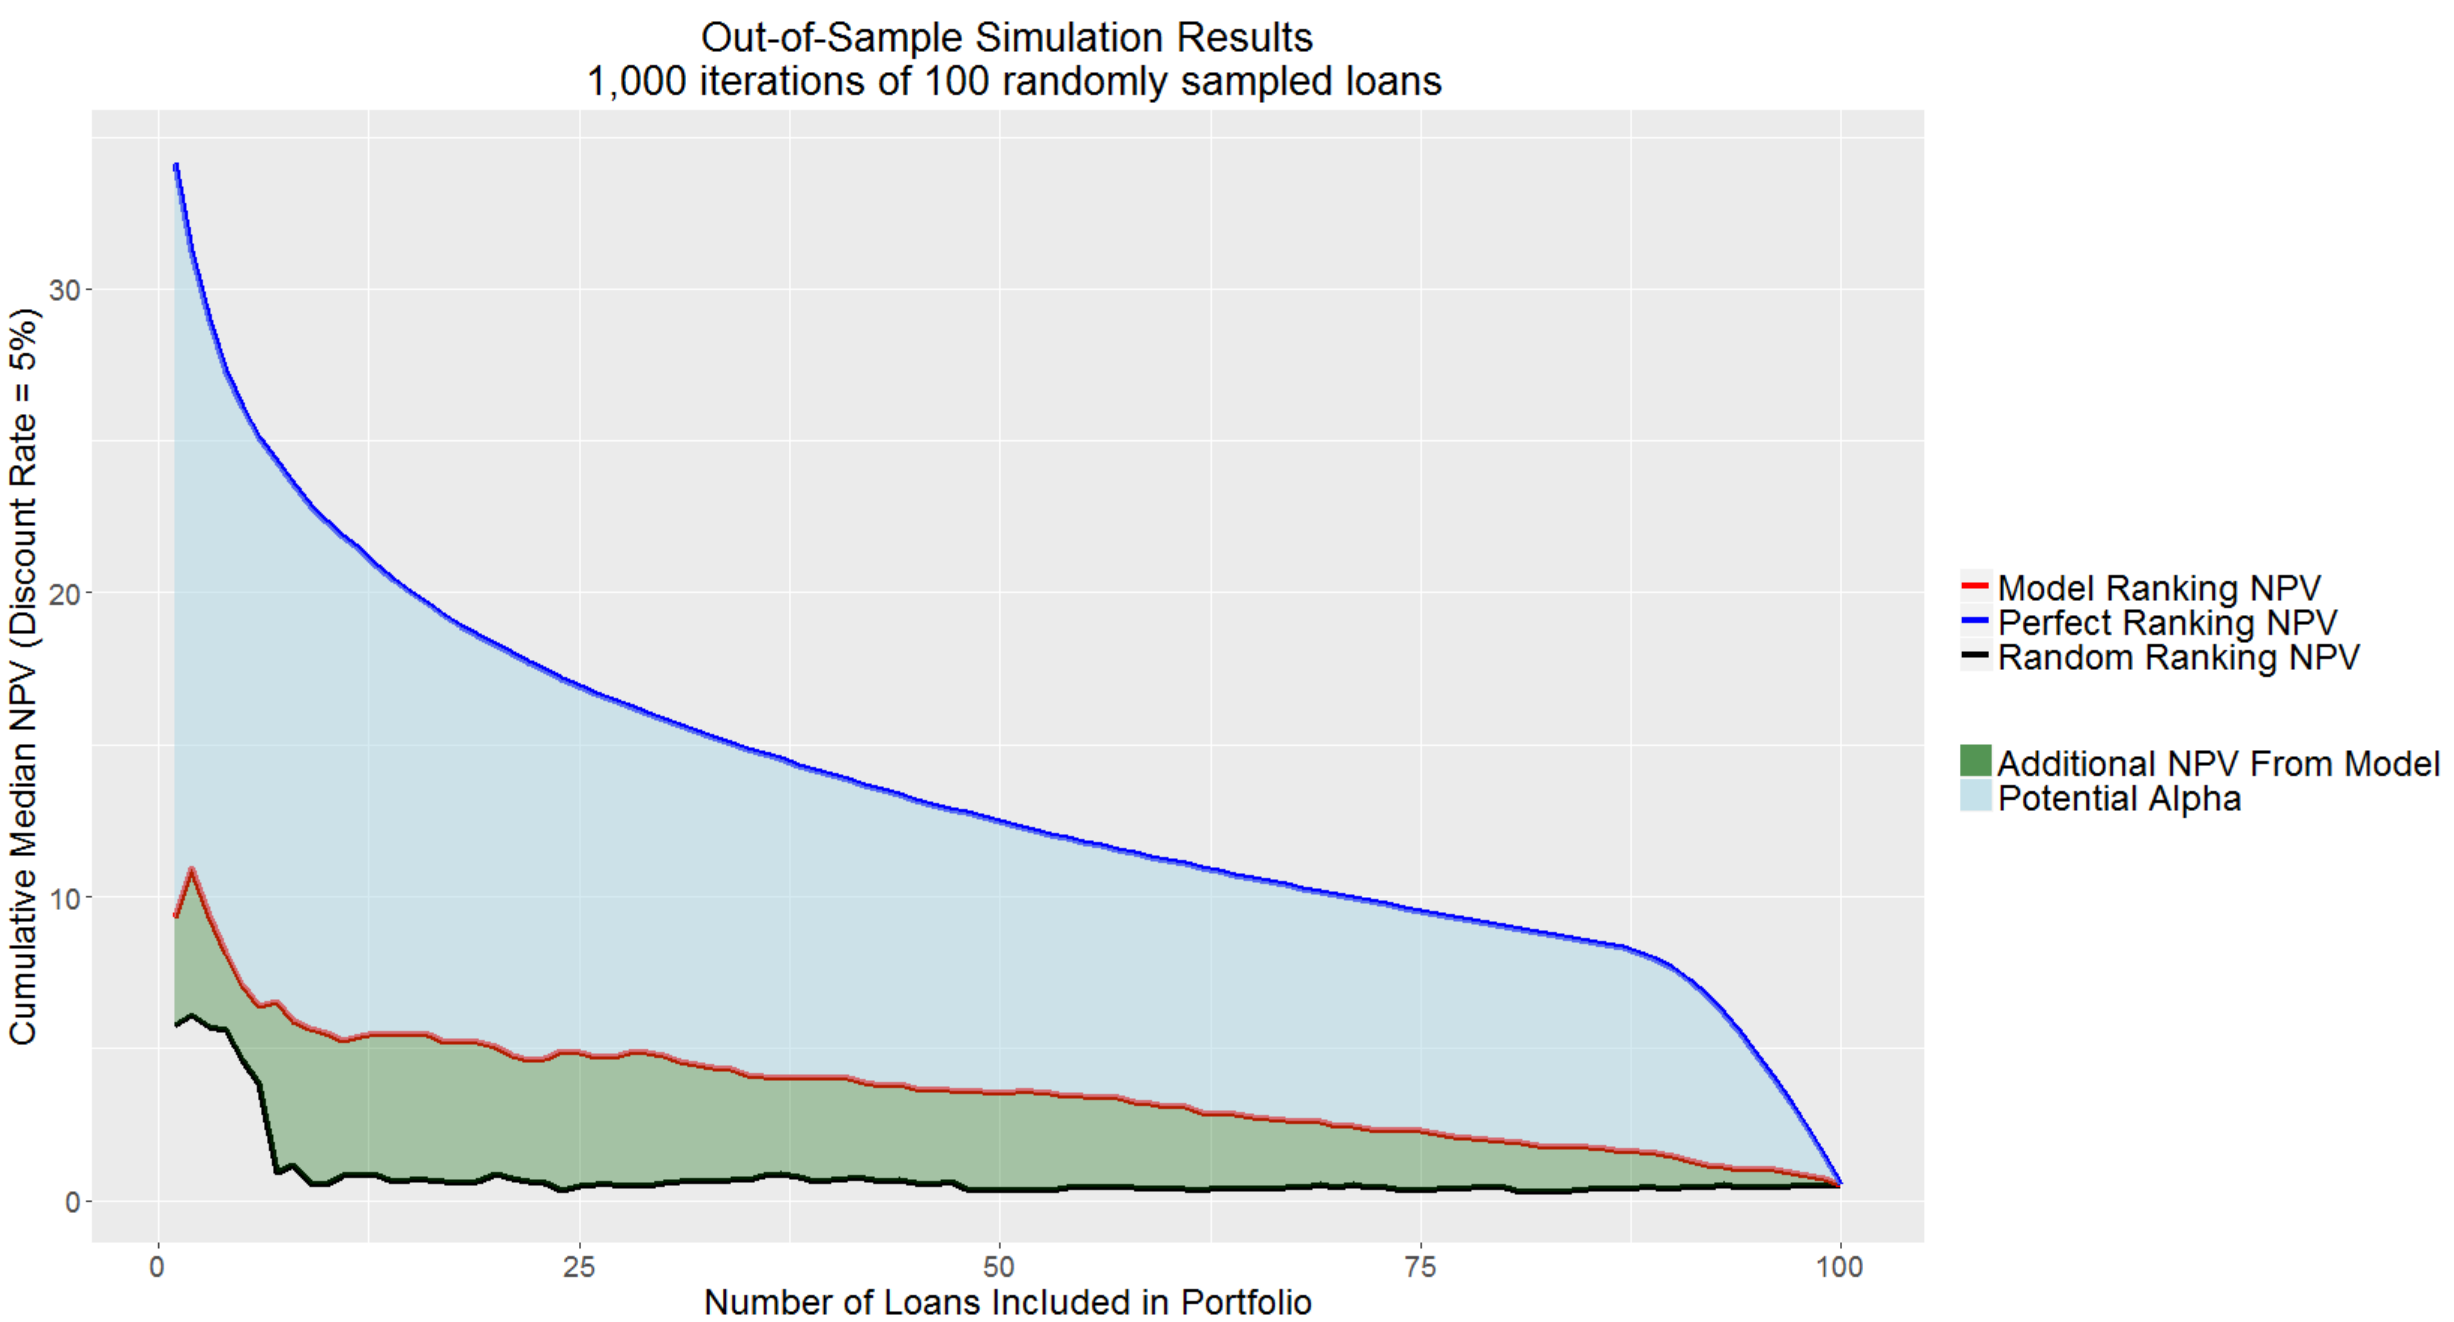 Out-of-Sample Simulation Results
1,000 iterations of 100 randomly sampled loans
Cumulative Median NPV (Discount Rate = 5%)
30
20
10
0
0
25
50
75
100
Number of Loans Included in Portfolio
Model Ranking NPV
Perfect Ranking NPV
Random Ranking NPV
Additional NPV From Model
Potential Alpha